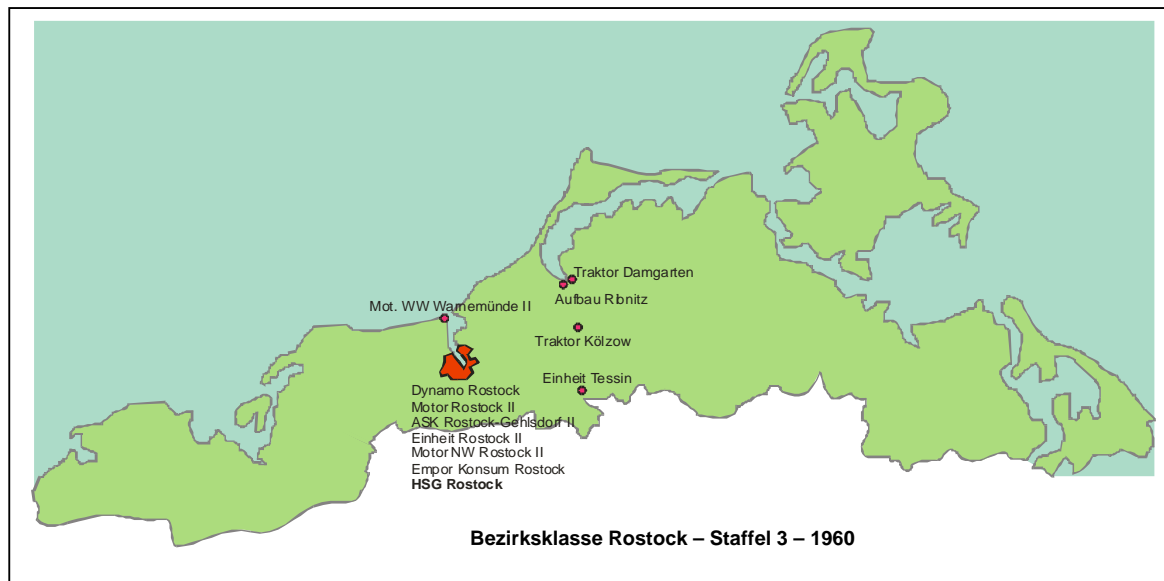 Traktor Damgarten
Aufbau Ribnitz
Mot. WW Warnemünde II
Traktor Kölzow
Einheit Tessin
Dynamo Rostock
Motor Rostock II
ASK Rostock-Gehlsdorf II
Einheit Rostock II
Motor NW Rostock II
Empor Konsum Rostock
HSG Rostock
Bezirksklasse Rostock – Staffel 3 – 1960